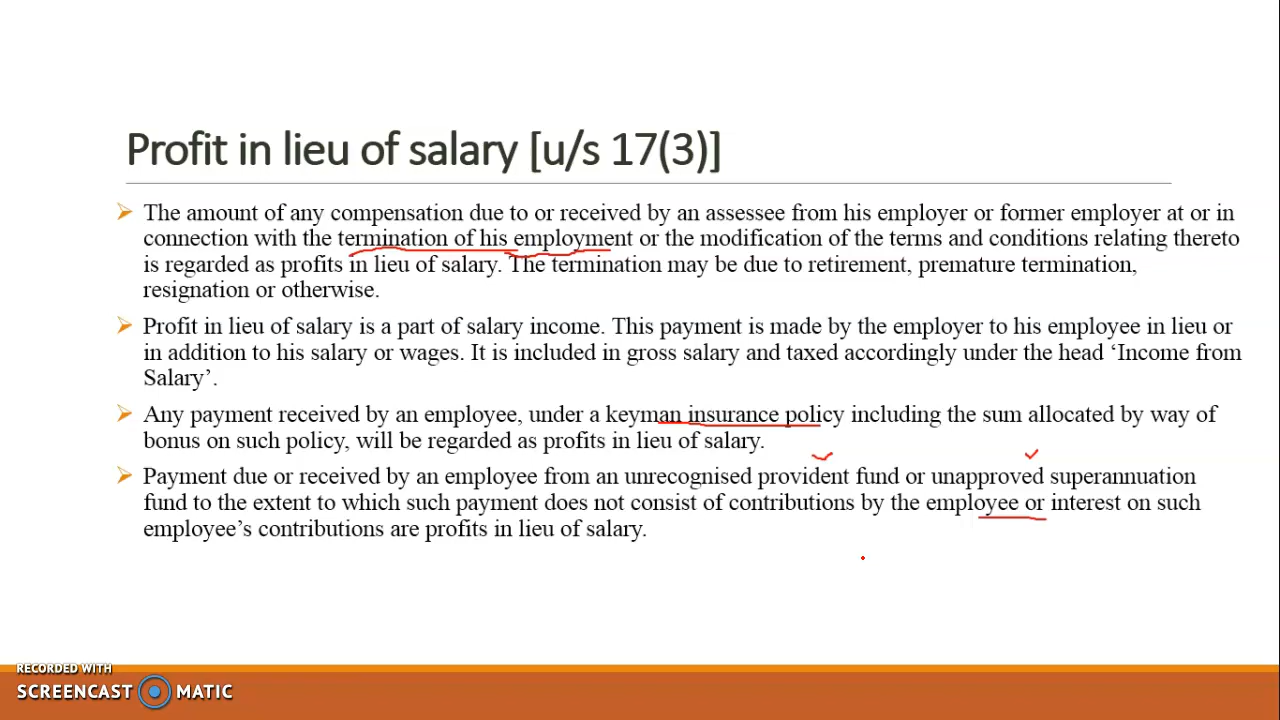 Profit in lieu of salary [u/s 17(3)]
The amount of any compensation due to or received by an assessee from his employer or former employer at or in
connection with the termination of his employment or the modification of the terms and conditions relating thereto
is regarded as profits in lieu of salary. The termination may be due to retirement, premature termination,
resignation or otherwise.
Profit in lieu of salary is a part of salary income. This payment is made by the employer to his employee in lieu or
in addition to his salary or wages. It is included in gross salary and taxed accordingly under the head ‘Income from
Salary’.
Any payment received by an employee, under a keyman insurance policy including the sum allocated by way of
bonus on such policy, will be regarded as profits in lieu of salary.
Payment due or received by an employee from an unrecognised provident fund or unapproved superannuation
fund to the extent to which such payment does not consist of contributions by the employee or interest on such
employee’s contributions are profits in lieu of salary.
RECORDED WITH
SCREENCAST MATIC